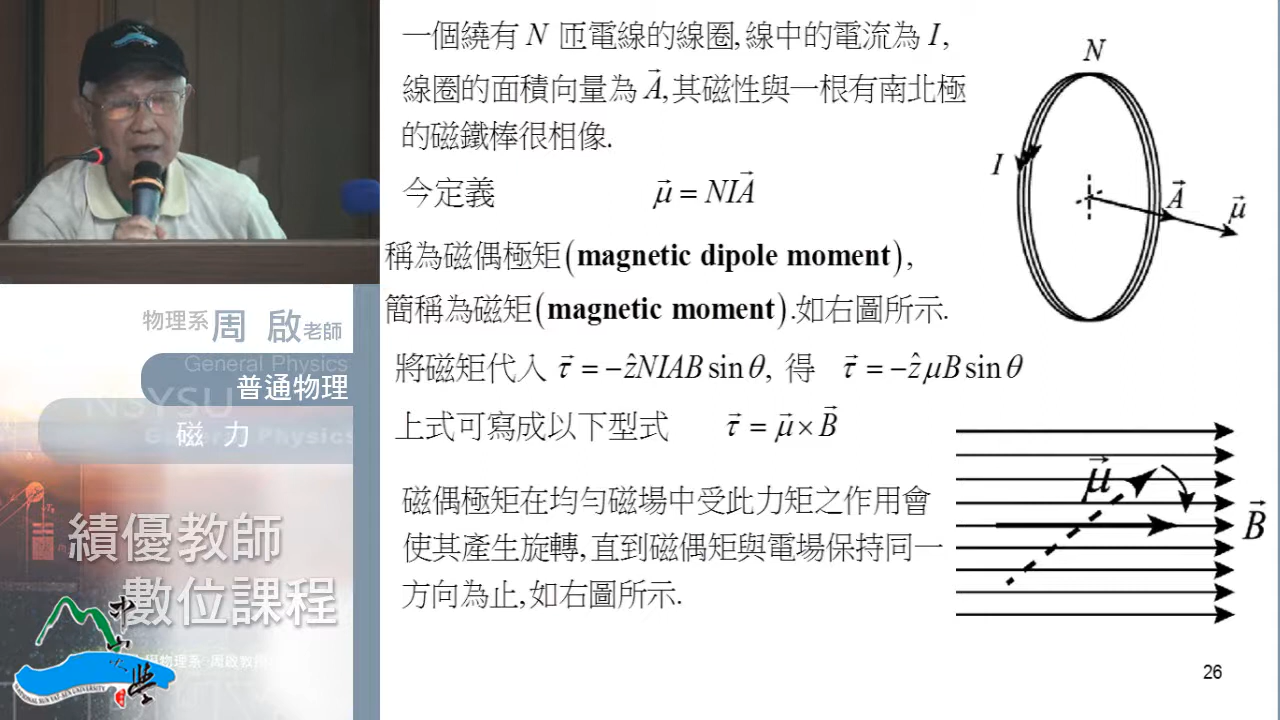 一個繞有 N 匝電線的線圈, 線中的電流為 I,
線圈的面積向量為 A⃗, 其磁性與一根有南北極
的磁鐵棒很相像.
今定義 μ⃗ = NIA⃗
稱為磁偶極矩(magnetic dipole moment),
簡稱為磁矩(magnetic moment).如右圖所示.
將磁矩代入 τ⃗ = −ẑNIAB sin θ, 得 τ⃗ = −ẑμB sin θ
上式可寫成以下型式 τ⃗ = μ⃗ × B⃗
磁偶極矩在均勻磁場中受此力矩之作用會
使其產生旋轉, 直到磁偶矩與電場保持同一
方向為止, 如右圖所示.
N
I
A⃗
μ⃗
μ⃗
B⃗
26
物理系 周 啟 老師
General Physics
普通物理
NSYSU
磁 力
General Physics
績優教師
數位課程
NATIONAL SUN YAT-SEN UNIVERSITY